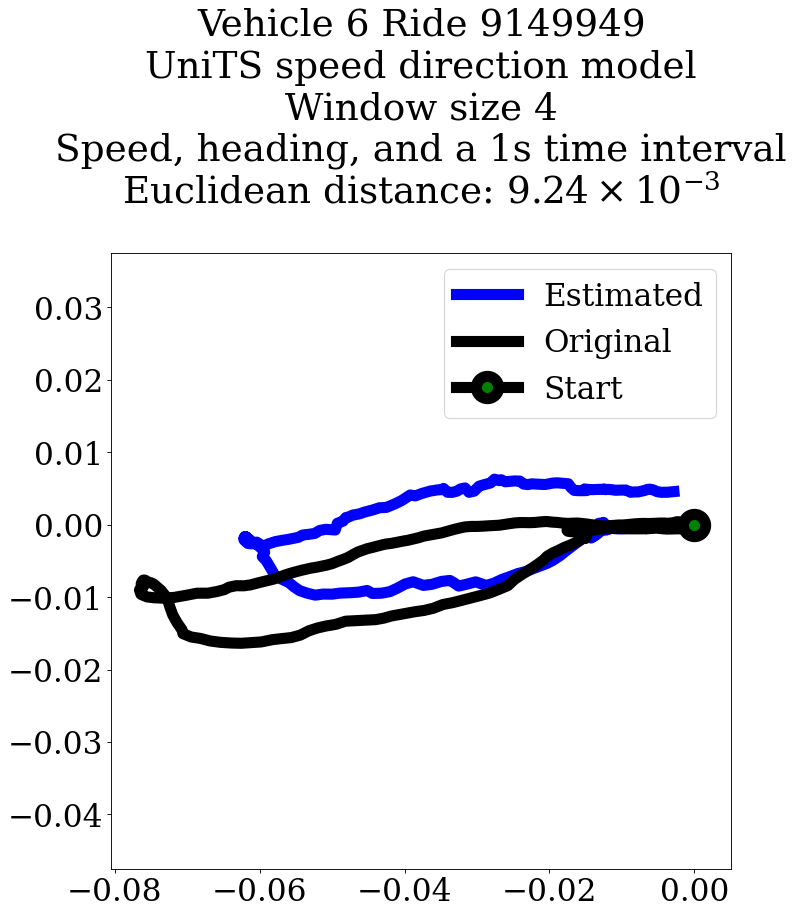 Vehicle 6 Ride 9149949
UniTS speed direction model
Window size 4
Speed, heading, and a 1s time interval
Euclidean distance: 9.24 × 10⁻³
Estimated
Original
Start
0.03
0.02
0.01
0.00
−0.01
−0.02
−0.03
−0.04
−0.08 −0.06 −0.04 −0.02 0.00